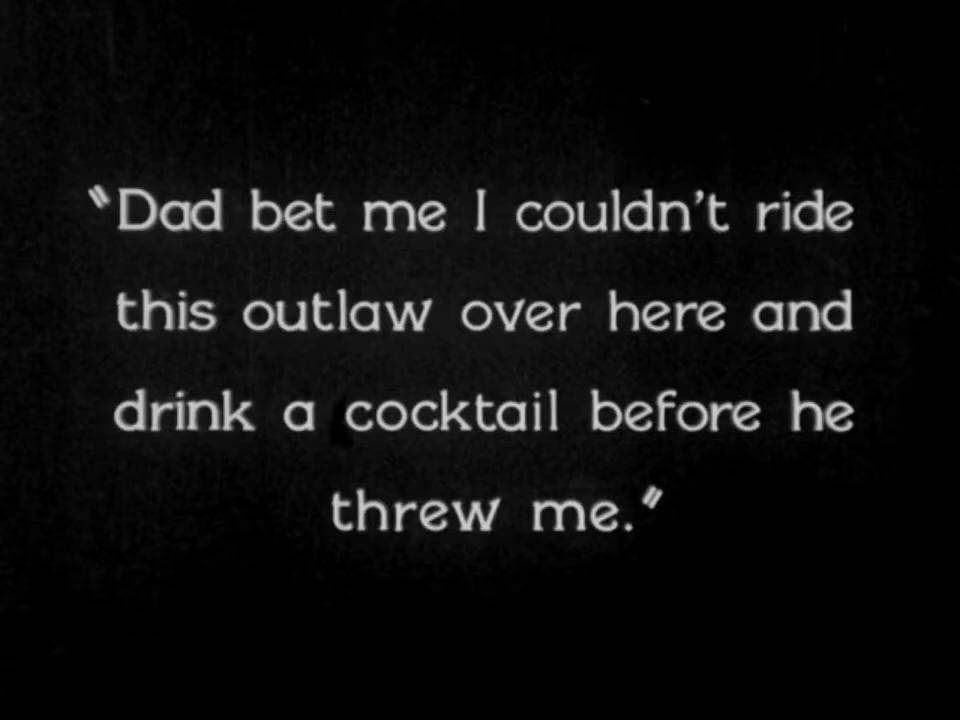 "Dad bet me I couldn't ride
this outlaw over here and
drink a cocktail before he
threw me."